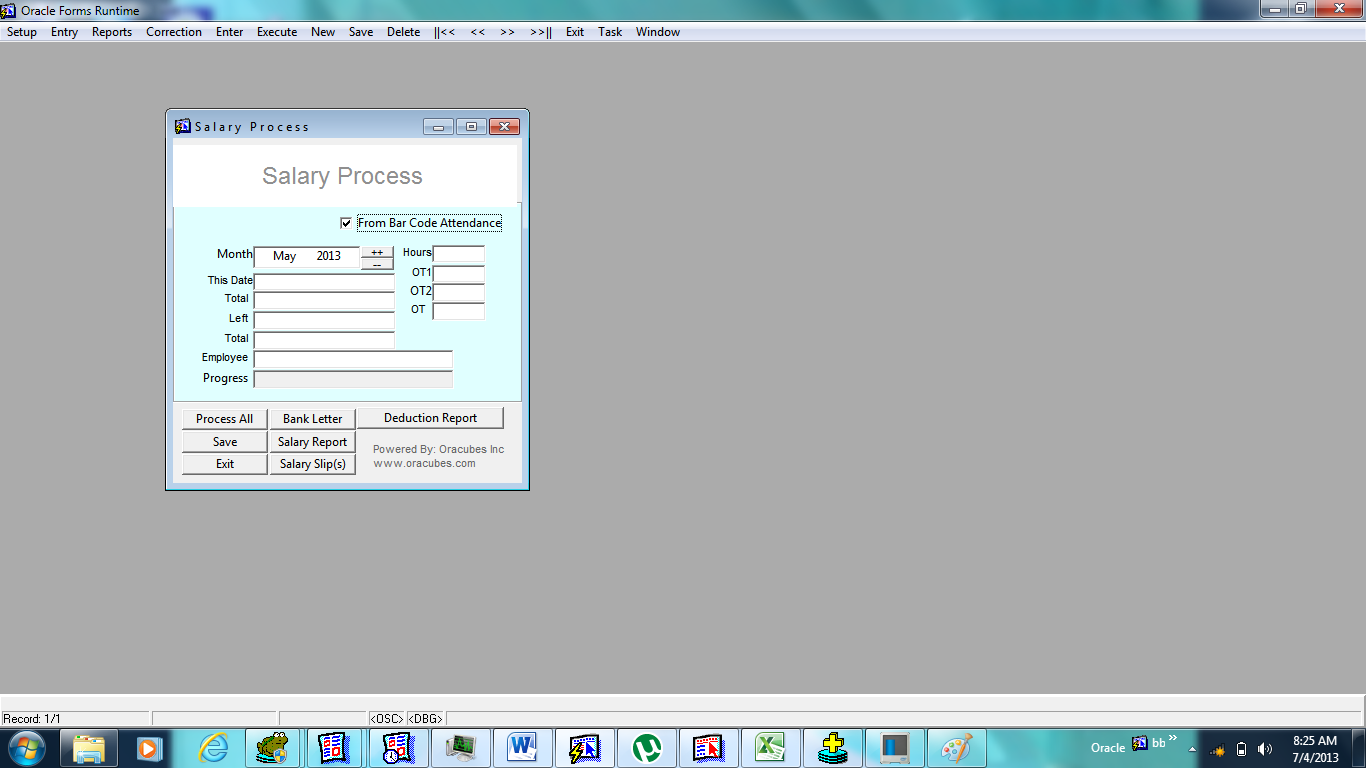 Oracle Forms Runtime
Setup Entry Reports Correction Enter Execute New Save Delete ||<< << >> >>|| Exit Task Window
Salary Process
Salary Process
From Bar Code Attendance
Month May 2013 ++ Hours
--
This Date OT1
Total OT2
Left OT
Total
Employee
Progress
Process All Bank Letter Deduction Report
Save Salary Report
Powered By: Oracubes Inc
Exit Salary Slip(s) www.oracubes.com
Record: 1/1 <OSC> <DBG>
Oracle bb »
8:25 AM
7/4/2013